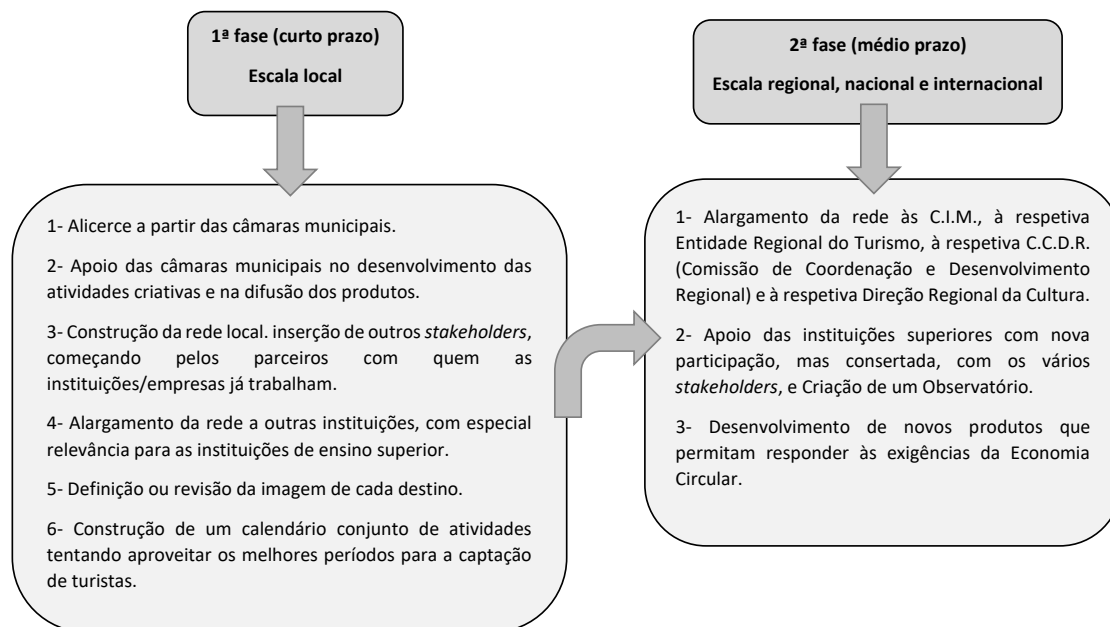 1ª fase (curto prazo)
Escala local
1- Alicerce a partir das câmaras municipais.
2- Apoio das câmaras municipais no desenvolvimento das
atividades criativas e na difusão dos produtos.
3- Construção da rede local. inserção de outros stakeholders,
começando pelos parceiros com quem as
instituições/empresas já trabalham.
4- Alargamento da rede a outras instituições, com especial
relevância para as instituições de ensino superior.
5- Definição ou revisão da imagem de cada destino.
6- Construção de um calendário conjunto de atividades
tentando aproveitar os melhores períodos para a captação
de turistas.
2ª fase (médio prazo)
Escala regional, nacional e internacional
1- Alargamento da rede às C.I.M., à respetiva
Entidade Regional do Turismo, à respetiva C.C.D.R.
(Comissão de Coordenação e Desenvolvimento
Regional) e à respetiva Direção Regional da Cultura.
2- Apoio das instituições superiores com nova
participação, mas consertada, com os vários
stakeholders, e Criação de um Observatório.
3- Desenvolvimento de novos produtos que
permitam responder às exigências da Economia
Circular.